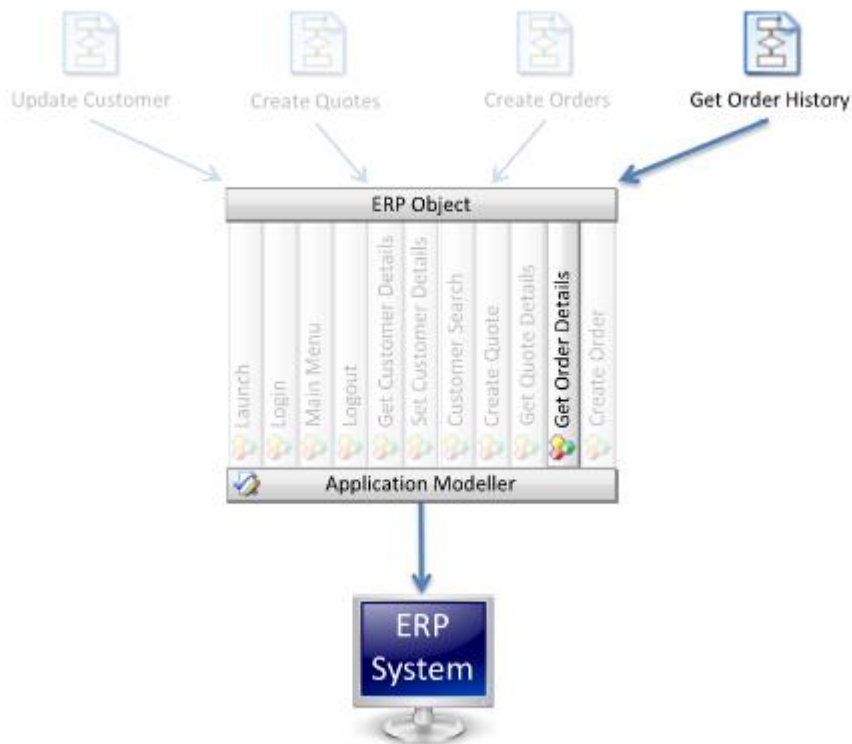 Update Customer
Create Quotes
Create Orders
Get Order History
ERP Object
Launch
Login
Main Menu
Logout
Get Customer Details
Set Customer Details
Customer Search
Create Quote
Get Quote Details
Get Order Details
Create Order
Application Modeller
ERP
System